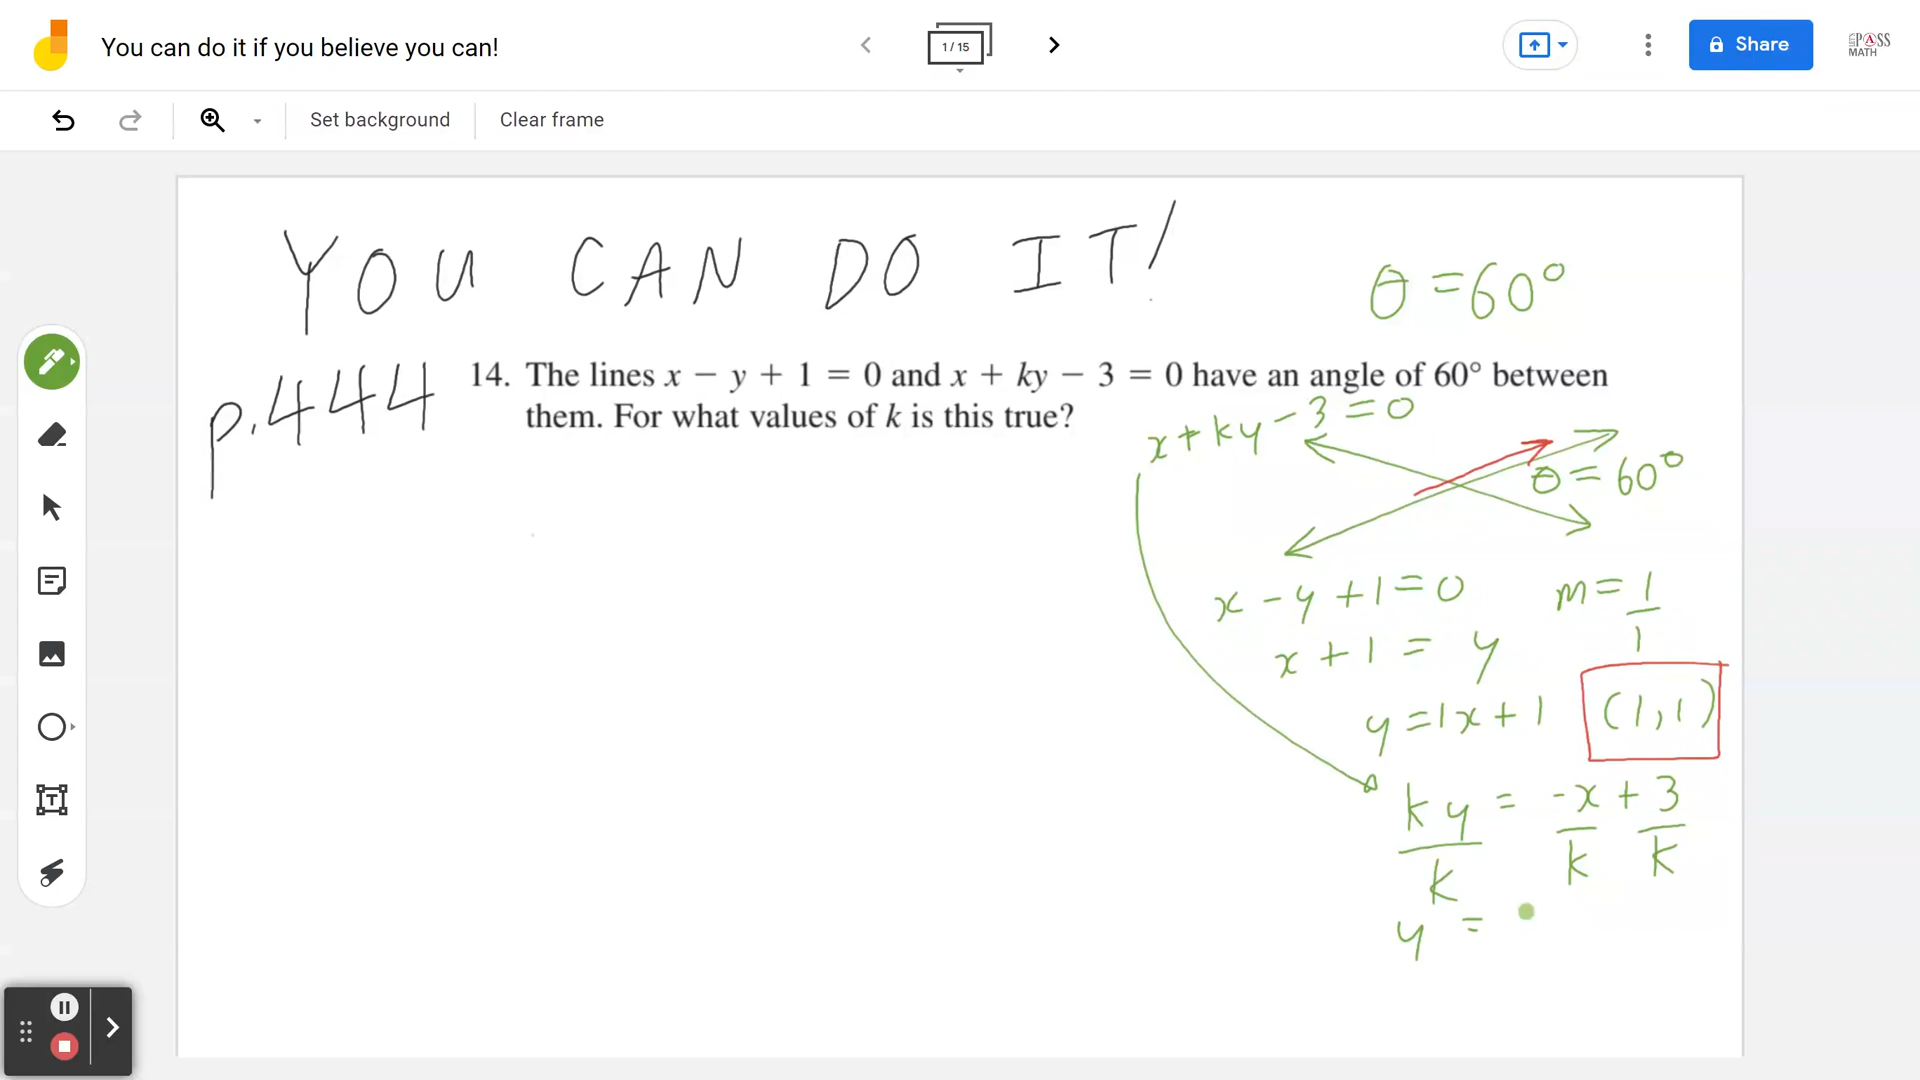 You can do it if you believe you can!
1 / 15
Share
LET'S PASS MATH
Set background
Clear frame
YOU CAN DO IT!
θ = 60°
p.444
14. The lines x − y + 1 = 0 and x + ky − 3 = 0 have an angle of 60° between
them. For what values of k is this true?
x + ky − 3 = 0
θ = 60°
x − y + 1 = 0 m = 1/1
x + 1 = y
y = 1x + 1 (1,1)
ky/k = -x/k + 3/k
y =